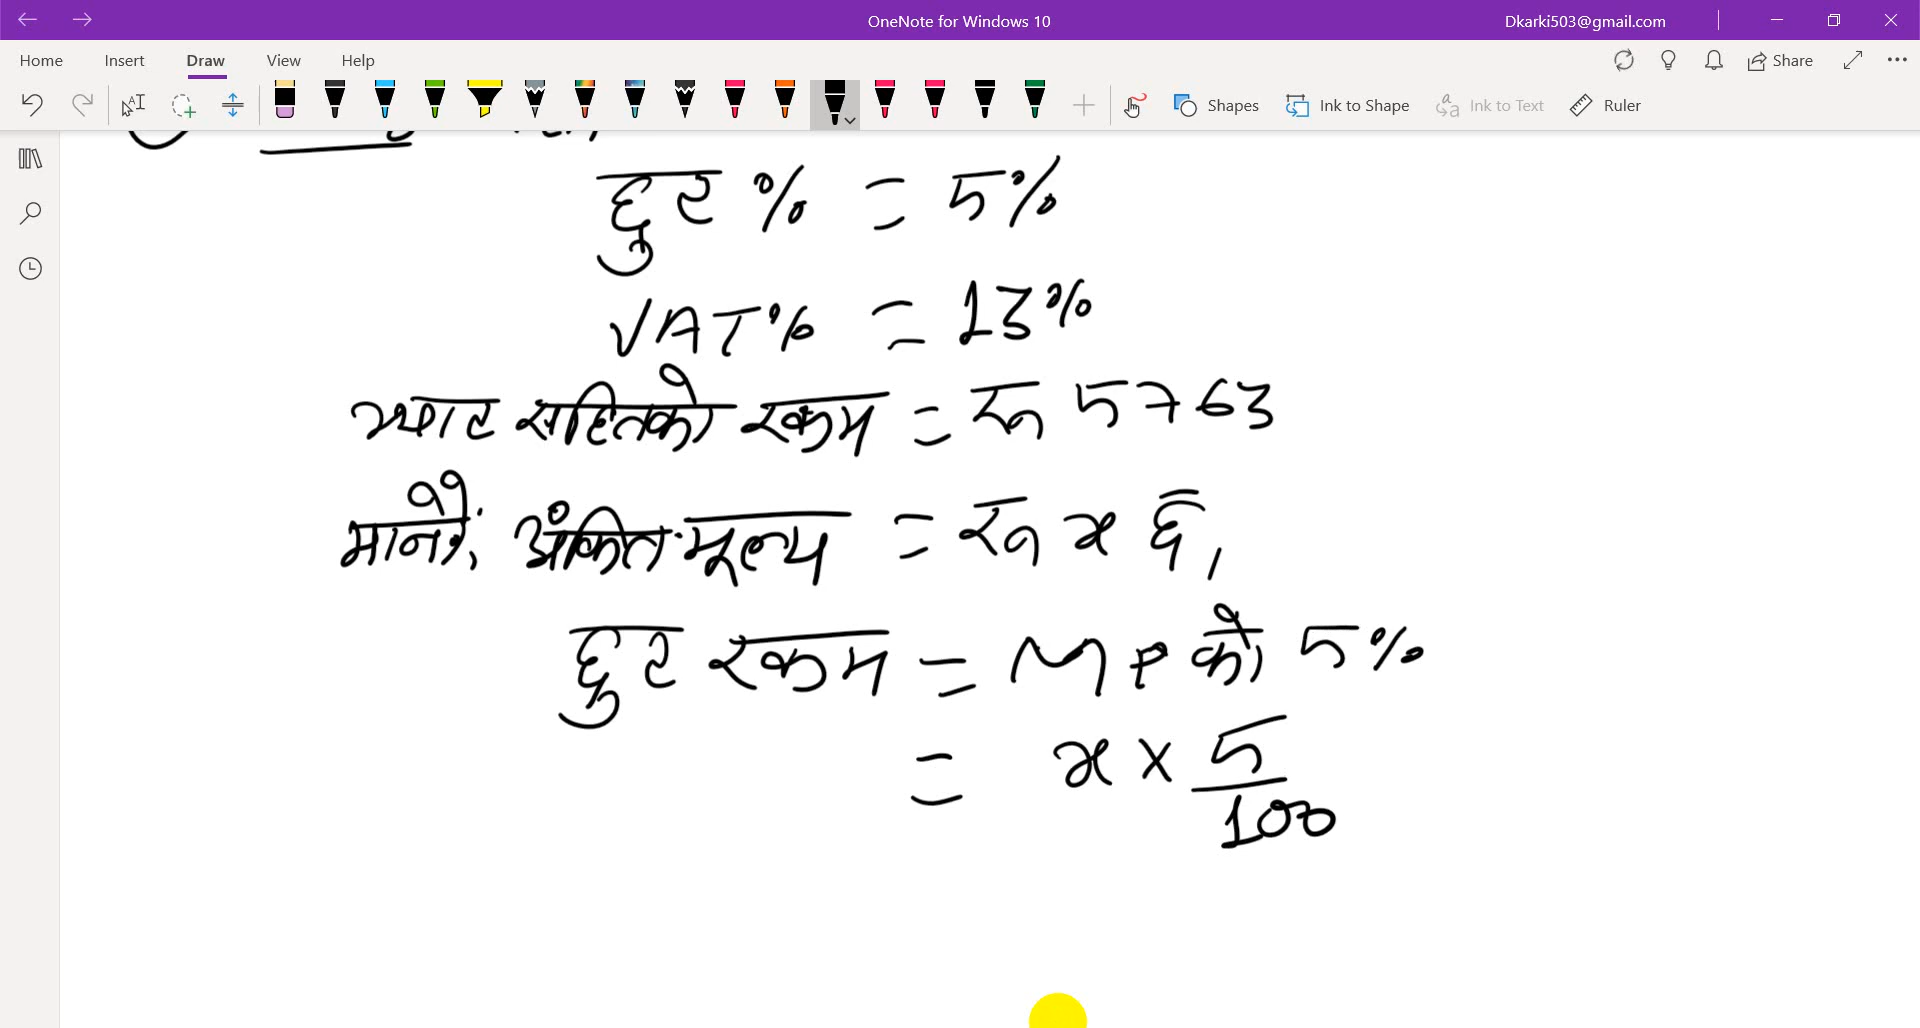 OneNote for Windows 10
Dkarki503@gmail.com
Home Insert Draw View Help
Share
Shapes Ink to Shape Ink to Text Ruler
छुट % = 5%
VAT% = 13%
भ्याट सहितको रकम = रु 5763
मानौं, अंकित मूल्य = रु x छ,
छुट रकम = MP को 5%
= x × 5/100